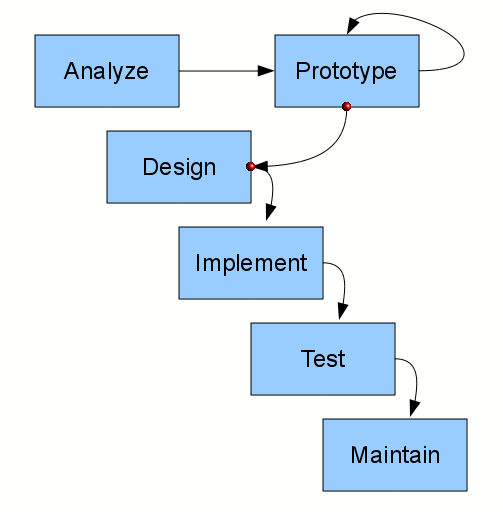 Analyze
Prototype
Design
Implement
Test
Maintain